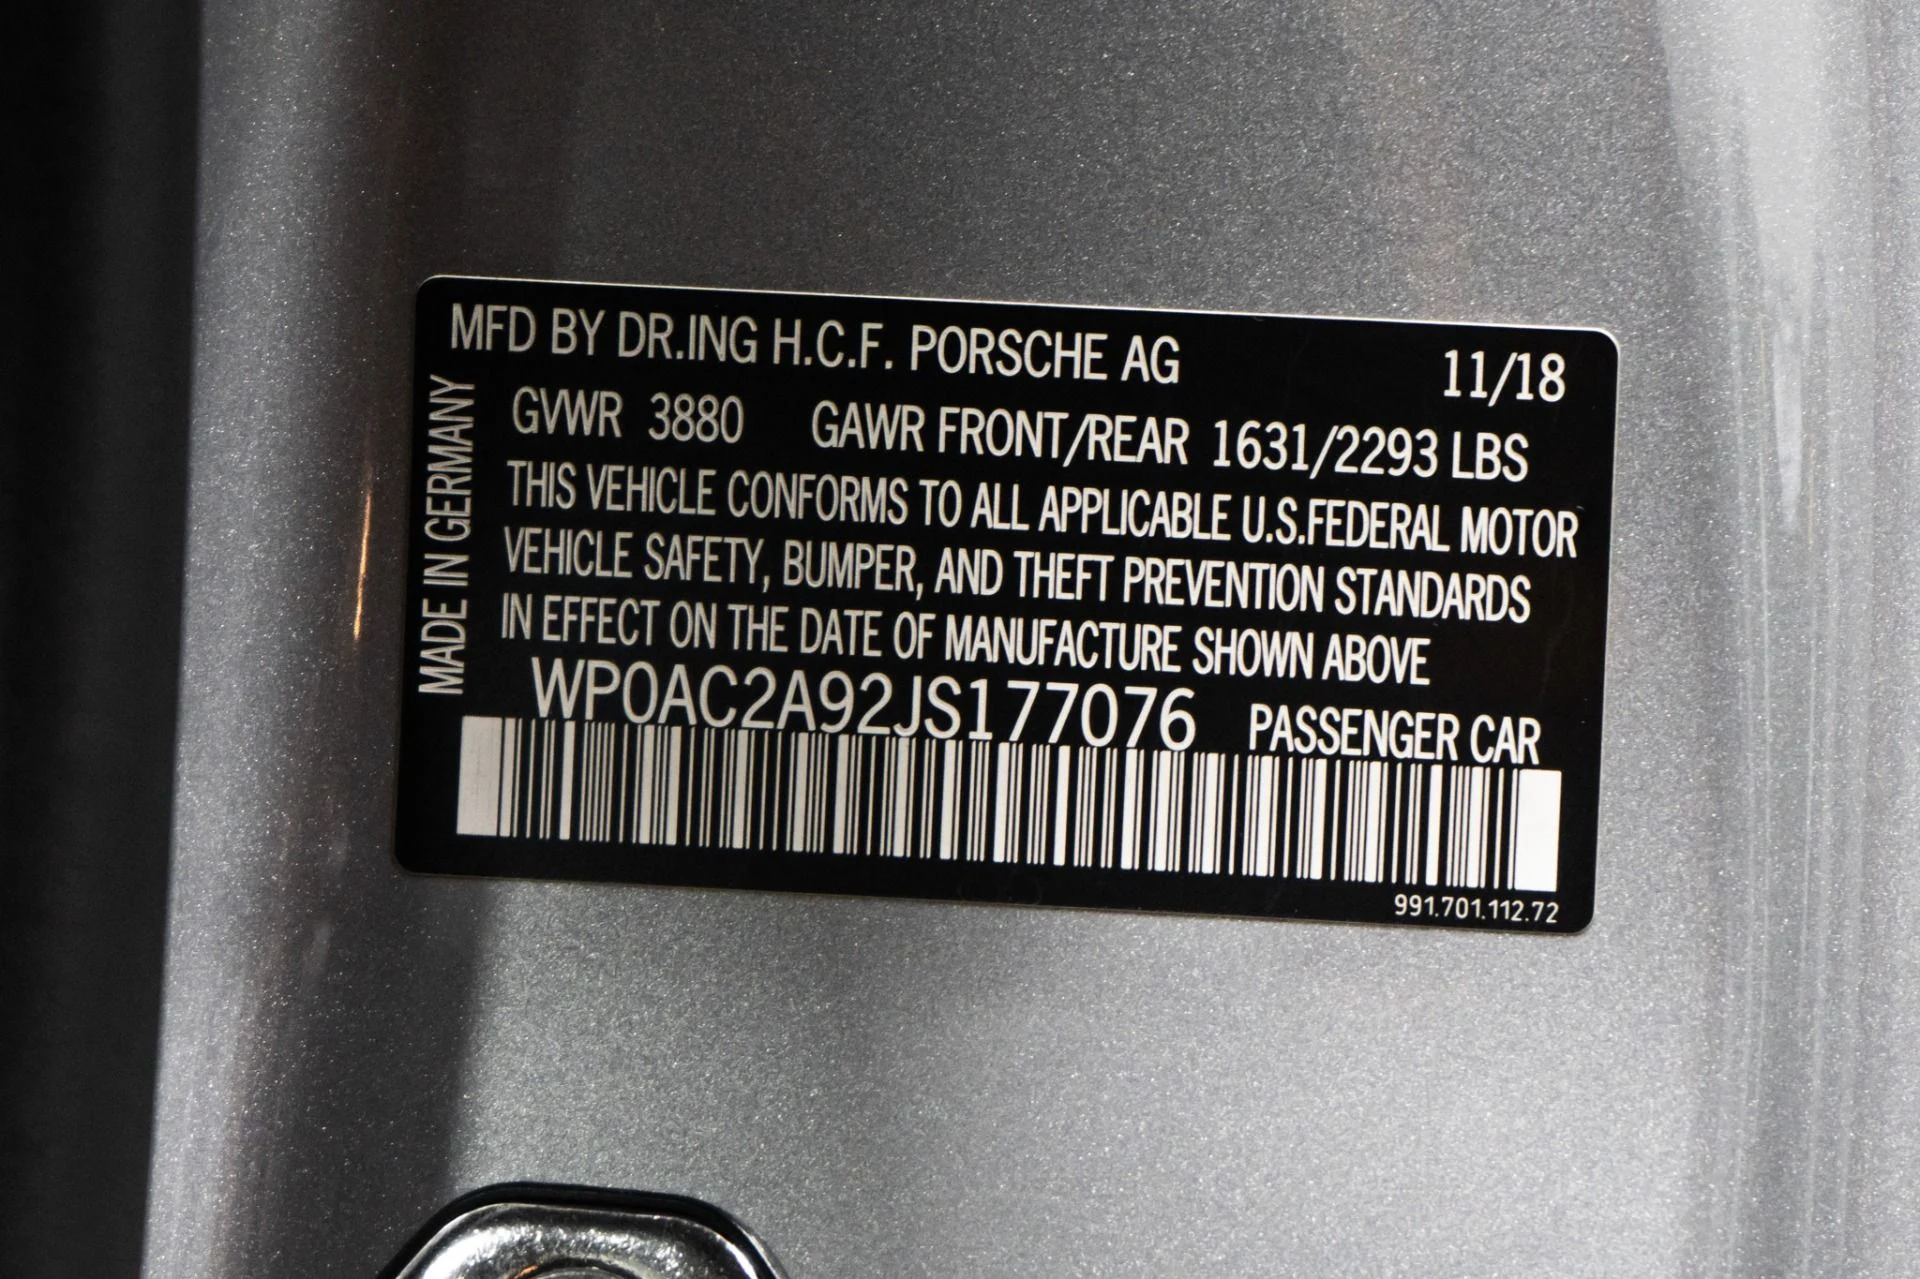 MFD BY DR.ING H.C.F. PORSCHE AG 11/18
MADE IN GERMANY
GVWR 3880 GAWR FRONT/REAR 1631/2293 LBS
THIS VEHICLE CONFORMS TO ALL APPLICABLE U.S.FEDERAL MOTOR
VEHICLE SAFETY, BUMPER, AND THEFT PREVENTION STANDARDS
IN EFFECT ON THE DATE OF MANUFACTURE SHOWN ABOVE
WP0AC2A92JS177076 PASSENGER CAR
991.701.112.72